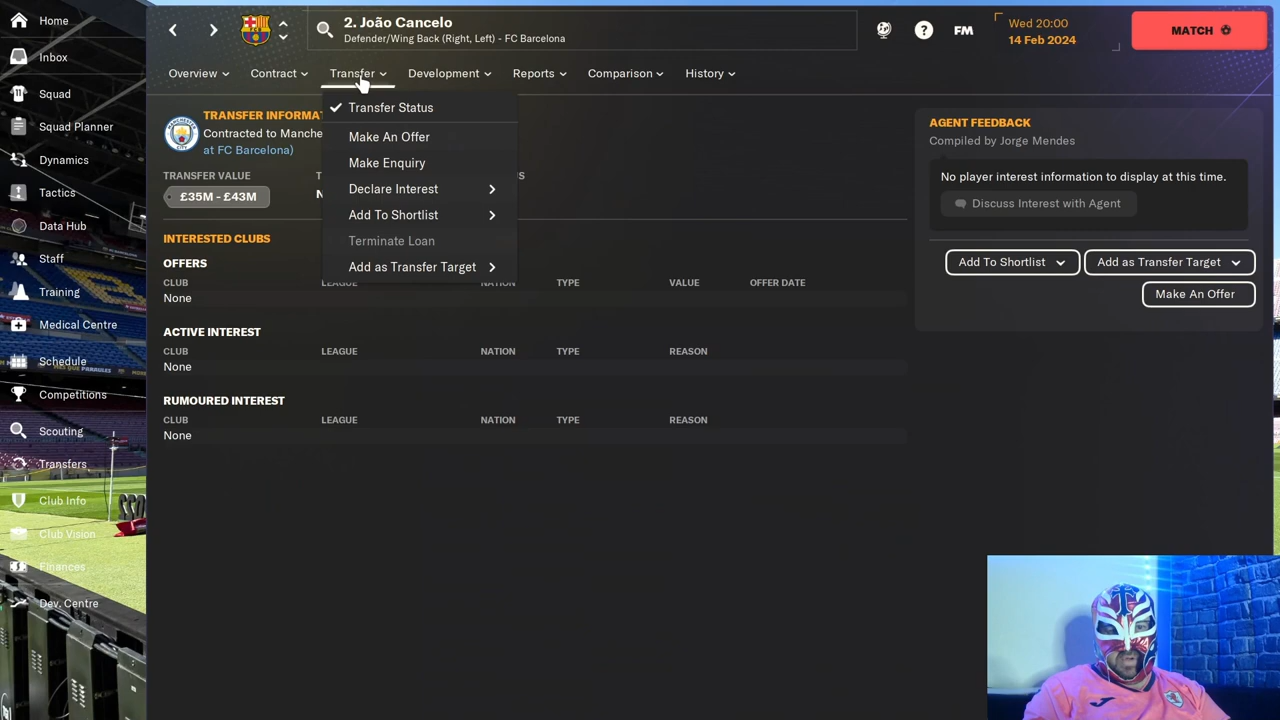 Home
Inbox
Squad
Squad Planner
Dynamics
Tactics
Data Hub
Staff
Training
Medical Centre
Schedule
Competitions
Scouting
Transfers
Club Info
Club Vision
Finances
Dev. Centre
2. João Cancelo
Defender/Wing Back (Right, Left) - FC Barcelona
FM
Wed 20:00
14 Feb 2024
MATCH
Overview
Contract
Transfer
Development
Reports
Comparison
History
TRANSFER INFORMAT
Contracted to Manche
at FC Barcelona)
TRANSFER VALUE
£35M - £43M
Transfer Status
Make An Offer
Make Enquiry
Declare Interest
Add To Shortlist
Terminate Loan
Add as Transfer Target
INTERESTED CLUBS
OFFERS
CLUB LEAGUE NATION TYPE VALUE OFFER DATE
None
ACTIVE INTEREST
CLUB LEAGUE NATION TYPE REASON
None
RUMOURED INTEREST
CLUB LEAGUE NATION TYPE REASON
None
AGENT FEEDBACK
Compiled by Jorge Mendes
No player interest information to display at this time.
Discuss Interest with Agent
Add To Shortlist
Add as Transfer Target
Make An Offer